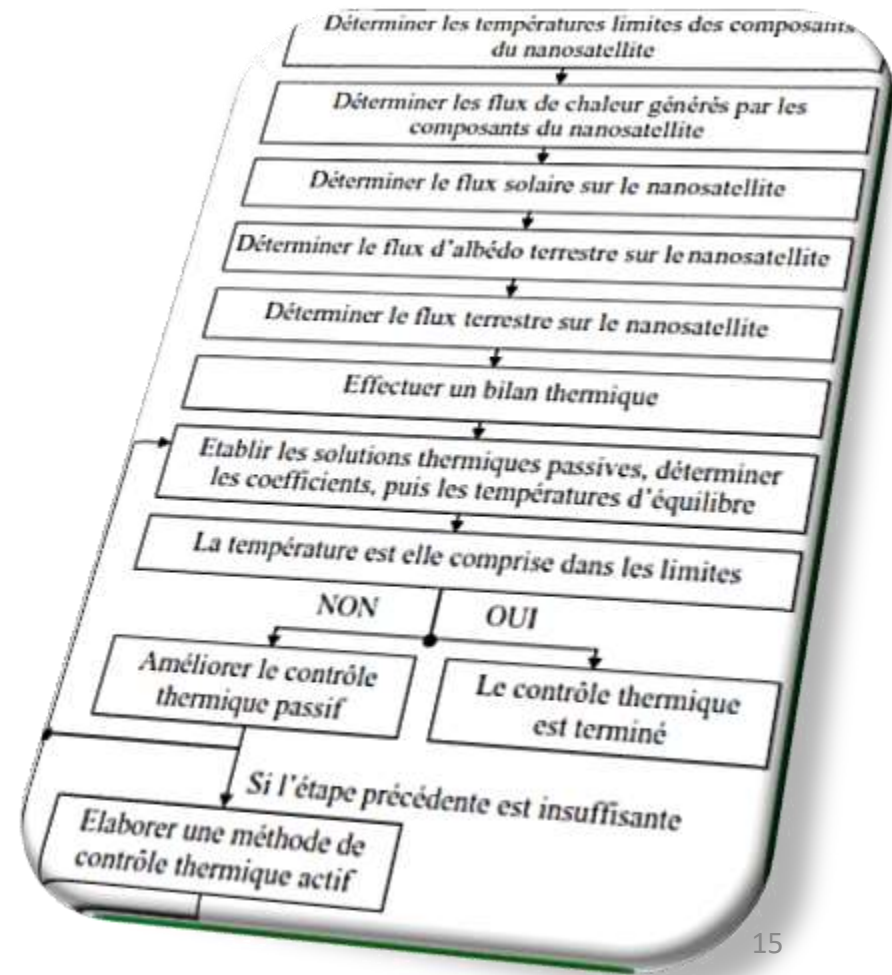 Déterminer les températures limites des composants
du nanosatellite
Déterminer les flux de chaleur générés par les
composants du nanosatellite
Déterminer le flux solaire sur le nanosatellite
Déterminer le flux d'albédo terrestre sur le nanosatellite
Déterminer le flux terrestre sur le nanosatellite
Effectuer un bilan thermique
Etablir les solutions thermiques passives, déterminer
les coefficients, puis les températures d'équilibre
La température est elle comprise dans les limites
NON
OUI
Améliorer le contrôle
thermique passif
Le contrôle thermique
est terminé
Si l'étape précédente est insuffisante
Elaborer une méthode de
contrôle thermique actif
15